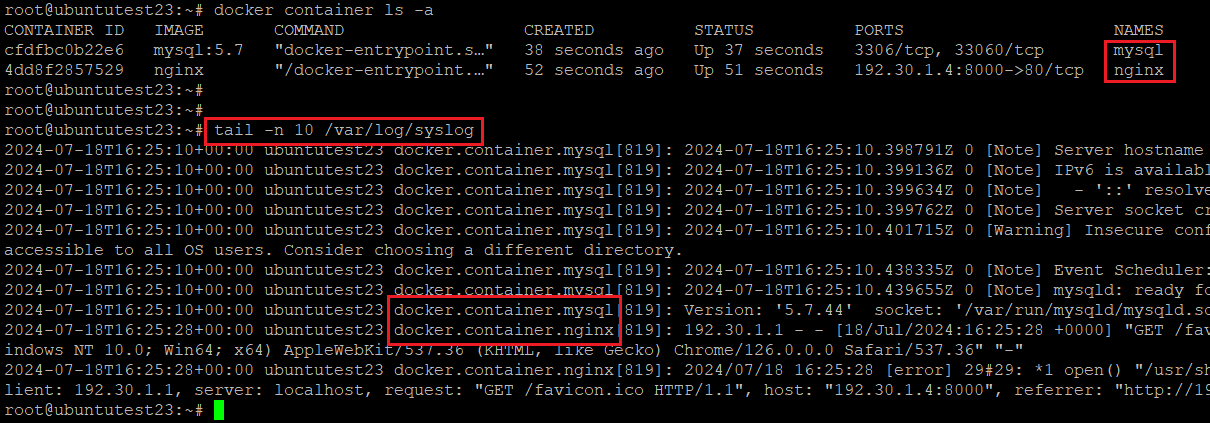 root@ubuntutest23:~# docker container ls -a
CONTAINER ID   IMAGE       COMMAND                  CREATED          STATUS          PORTS                      NAMES
cfdfbc0b22e6   mysql:5.7   "docker-entrypoint.s…"   38 seconds ago   Up 37 seconds   3306/tcp, 33060/tcp        mysql
4dd8f2857529   nginx       "/docker-entrypoint.…"   52 seconds ago   Up 51 seconds   192.30.1.4:8000->80/tcp   nginx
root@ubuntutest23:~#
root@ubuntutest23:~#
root@ubuntutest23:~# tail -n 10 /var/log/syslog
2024-07-18T16:25:10+00:00 ubuntutest23 docker.container.mysql[819]: 2024-07-18T16:25:10.398791Z 0 [Note] Server hostname
2024-07-18T16:25:10+00:00 ubuntutest23 docker.container.mysql[819]: 2024-07-18T16:25:10.399136Z 0 [Note] IPv6 is availabl
2024-07-18T16:25:10+00:00 ubuntutest23 docker.container.mysql[819]: 2024-07-18T16:25:10.399634Z 0 [Note]   - '::' resolve
2024-07-18T16:25:10+00:00 ubuntutest23 docker.container.mysql[819]: 2024-07-18T16:25:10.399762Z 0 [Note] Server socket cr
2024-07-18T16:25:10+00:00 ubuntutest23 docker.container.mysql[819]: 2024-07-18T16:25:10.401715Z 0 [Warning] Insecure conf
accessible to all OS users. Consider choosing a different directory.
2024-07-18T16:25:10+00:00 ubuntutest23 docker.container.mysql[819]: 2024-07-18T16:25:10.438335Z 0 [Note] Event Scheduler:
2024-07-18T16:25:10+00:00 ubuntutest23 docker.container.mysql[819]: 2024-07-18T16:25:10.439655Z 0 [Note] mysqld: ready fo
2024-07-18T16:25:10+00:00 ubuntutest23 docker.container.mysql[819]: Version: '5.7.44'  socket: '/var/run/mysqld/mysqld.so
2024-07-18T16:25:28+00:00 ubuntutest23 docker.container.nginx[819]: 192.30.1.1 - - [18/Jul/2024:16:25:28 +0000] "GET /fav
indows NT 10.0; Win64; x64) AppleWebKit/537.36 (KHTML, like Gecko) Chrome/126.0.0.0 Safari/537.36" "-"
2024-07-18T16:25:28+00:00 ubuntutest23 docker.container.nginx[819]: 2024/07/18 16:25:28 [error] 29#29: *1 open() "/usr/sh
lient: 192.30.1.1, server: localhost, request: "GET /favicon.ico HTTP/1.1", host: "192.30.1.4:8000", referrer: "http://19
root@ubuntutest23:~#